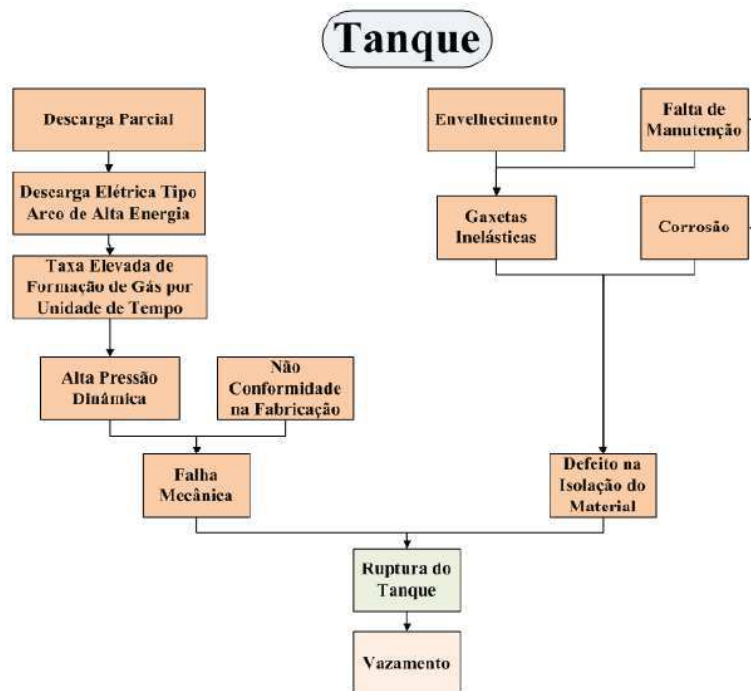 Tanque
Descarga Parcial
Envelhecimento
Falta de
Manutenção
Descarga Elétrica Tipo
Arco de Alta Energia
Gaxetas
Inelásticas
Corrosão
Taxa Elevada de
Formação de Gás por
Unidade de Tempo
Alta Pressão
Dinâmica
Não
Conformidade
na Fabricação
Falha
Mecânica
Defeito na
Isolação do
Material
Ruptura do
Tanque
Vazamento